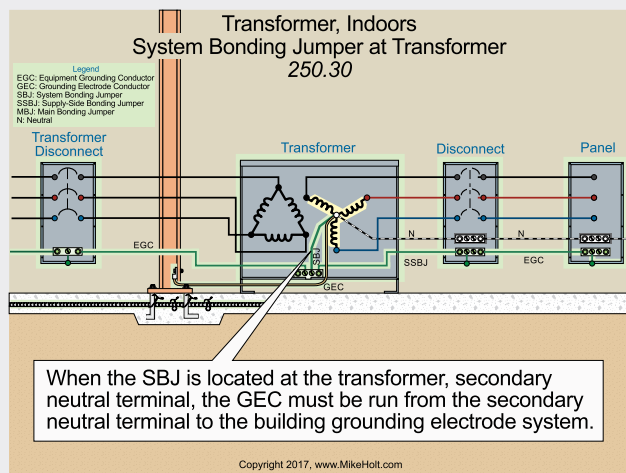 Transformer, Indoors
System Bonding Jumper at Transformer
250.30
Legend
EGC: Equipment Grounding Conductor
GEC: Grounding Electrode Conductor
SBJ: System Bonding Jumper
SSBJ: Supply-Side Bonding Jumper
MBJ: Main Bonding Jumper
N: Neutral
Transformer
Disconnect
Transformer
Disconnect
Panel
N
N
EGC
SBJ
SSBJ
EGC
GEC
When the SBJ is located at the transformer, secondary
neutral terminal, the GEC must be run from the secondary
neutral terminal to the building grounding electrode system.
Copyright 2017, www.MikeHolt.com